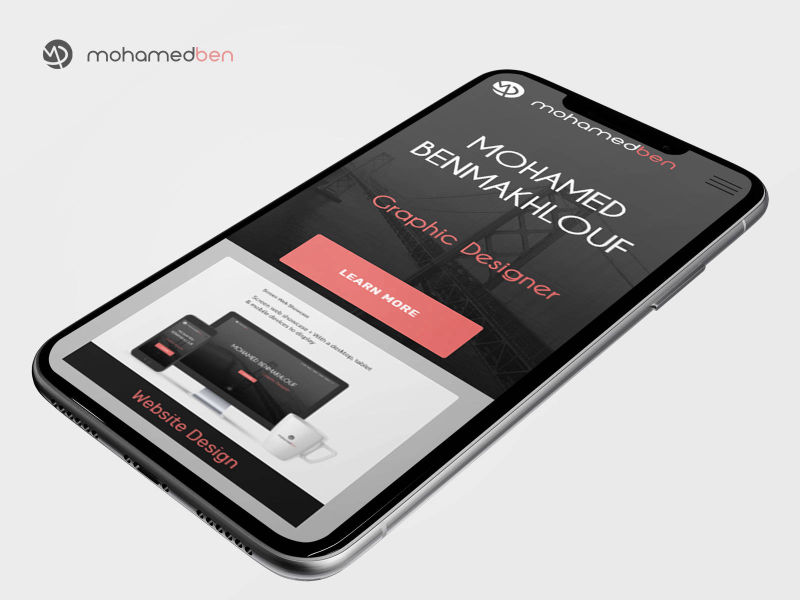 mohamedben
mohamedben
MOHAMED
BENMAKHLOUF
Graphic Designer
LEARN MORE
Screen Web Showcase
Screen web showcase + With a desktop, tablet
& mobile devices to display
MOHAMED BENMAKHLOUF
Website Design